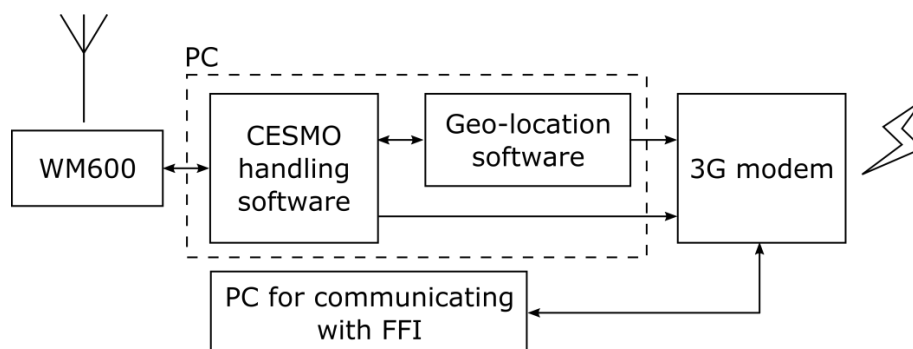 PC
WM600
CESMO
handling
software
Geo-location
software
3G modem
PC for communicating
with FFI